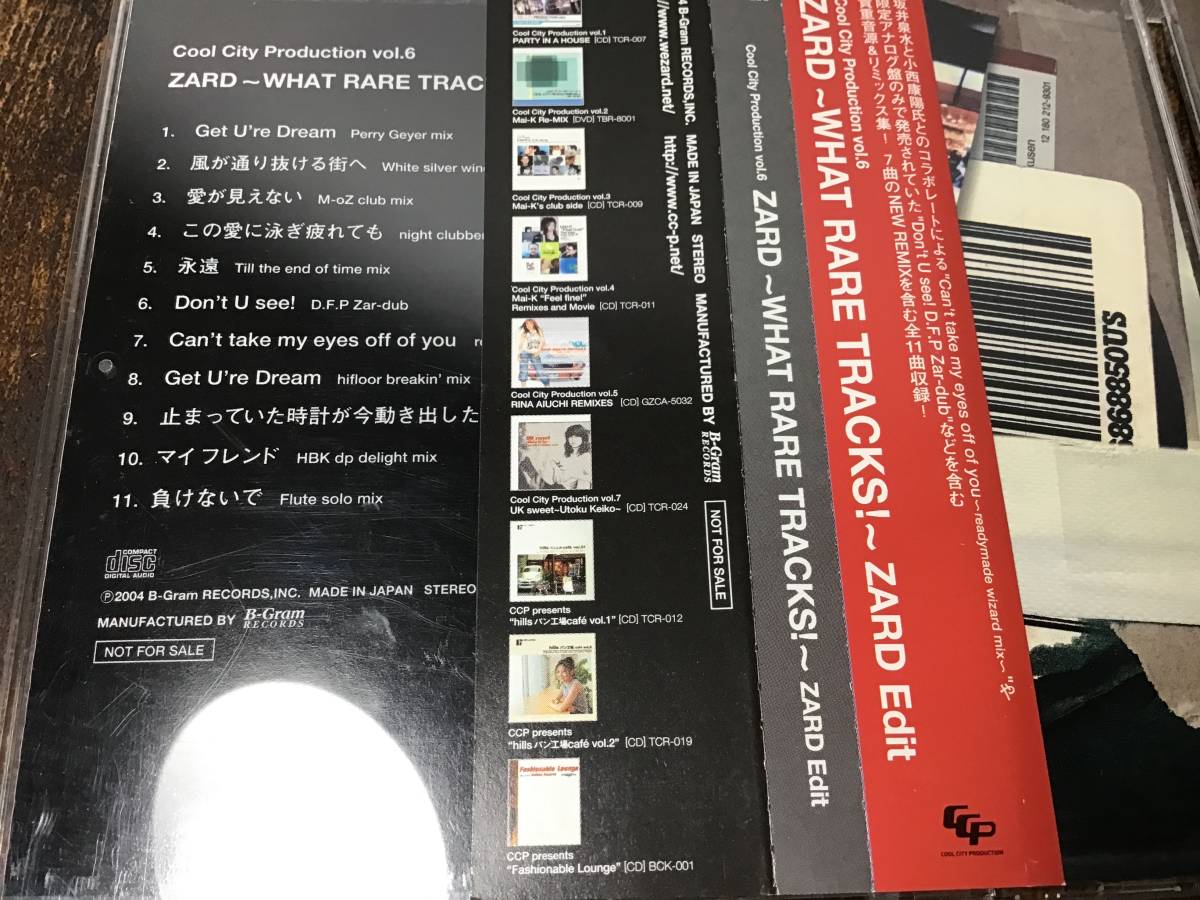 Cool City Production vol.6
ZARD～WHAT RARE TRAC
1. Get U're Dream Perry Geyer mix
2. 風が通り抜ける街へ White silver win
3. 愛が見えない M-oZ club mix
4. この愛に泳ぎ疲れても night clubber
5. 永遠 Till the end of time mix
6. Don't U see! D.F.P Zar-dub
7. Can't take my eyes off of you
8. Get U're Dream hifloor breakin' mix
9. 止まっていた時計が今動き出した
10. マイ フレンド HBK dp delight mix
11. 負けないで Flute solo mix
COMPACT
disc
DIGITAL AUDIO
Ⓟ2004 B-Gram RECORDS,INC. MADE IN JAPAN STEREO
MANUFACTURED BY B-Gram RECORDS
NOT FOR SALE
Cool City Production vol.1
PARTY IN A HOUSE [CD] TCR-007
Cool City Production vol.2
Mai-K Re-MIX [DVD] TBR-8001
Cool City Production vol.3
Mai-K's club side [CD] TCR-009
Cool City Production vol.4
Mai-K "Feel fine!"
Remixes and Movie [CD] TCR-011
Cool City Production vol.5
RINA AIUCHI REMIXES [CD] GZCA-5032
Cool City Production vol.7
UK sweet~Utoku Keiko~ [CD] TCR-024
CCP presents
"hills パン工場café vol.1" [CD] TCR-012
CCP presents
"hills パン工場café vol.2" [CD] TCR-019
Fashionable Lounge
CCP presents
"Fashionable Lounge" [CD] BCK-001
4 B-Gram RECORDS,INC. MADE IN JAPAN STEREO MANUFACTURED BY B-Gram RECORDS NOT FOR SALE
//www.wezard.net/ http://www.cc-p.net/
Cool City Production vol.6 ZARD～WHAT RARE TRACKS!～ ZARD Edit
ZARD～WHAT RARE TRACKS!～ ZARD Edit
Cool City Production vol.6
坂井泉水と小西康陽氏とのコラボレートによる"Can't take my eyes off of you～readymade wizard mix～"や
限定アナログ盤のみで発売されていた"Don't U see! D.F.P Zar-dub"などを含む
貴重音源&リミックス集! 7曲のNEW REMIXを含む全11曲収録!
CCP
COOL CITY PRODUCTION